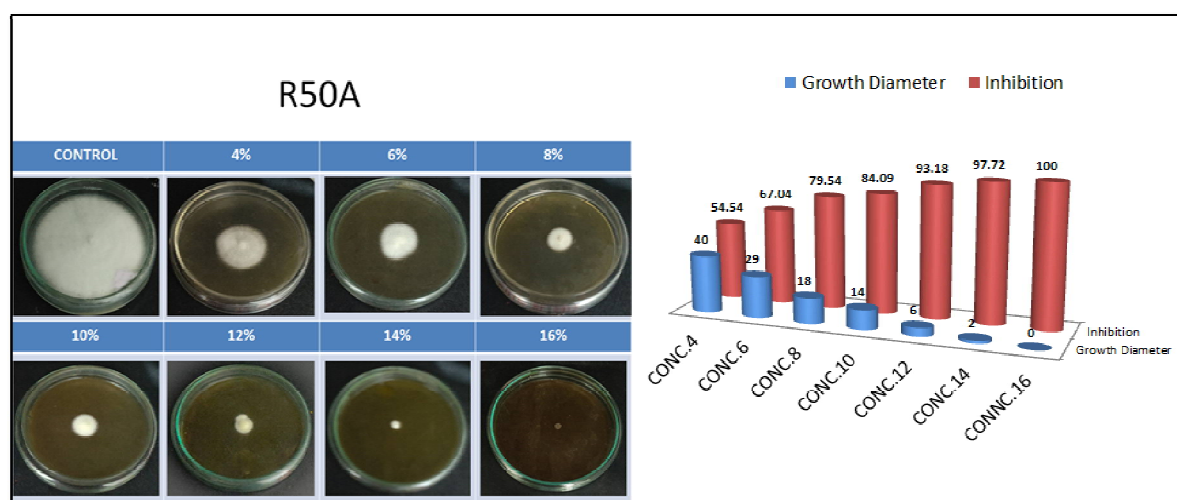 R50A
CONTROL 4% 6% 8%
10% 12% 14% 16%
Growth Diameter Inhibition
54.54 67.04 79.54 84.09 93.18 97.72 100
40 29 18 14 6 2 0
Inhibition
Growth Diameter
CONC.4 CONC.6 CONC.8 CONC.10 CONC.12 CONC.14 CONNC.16